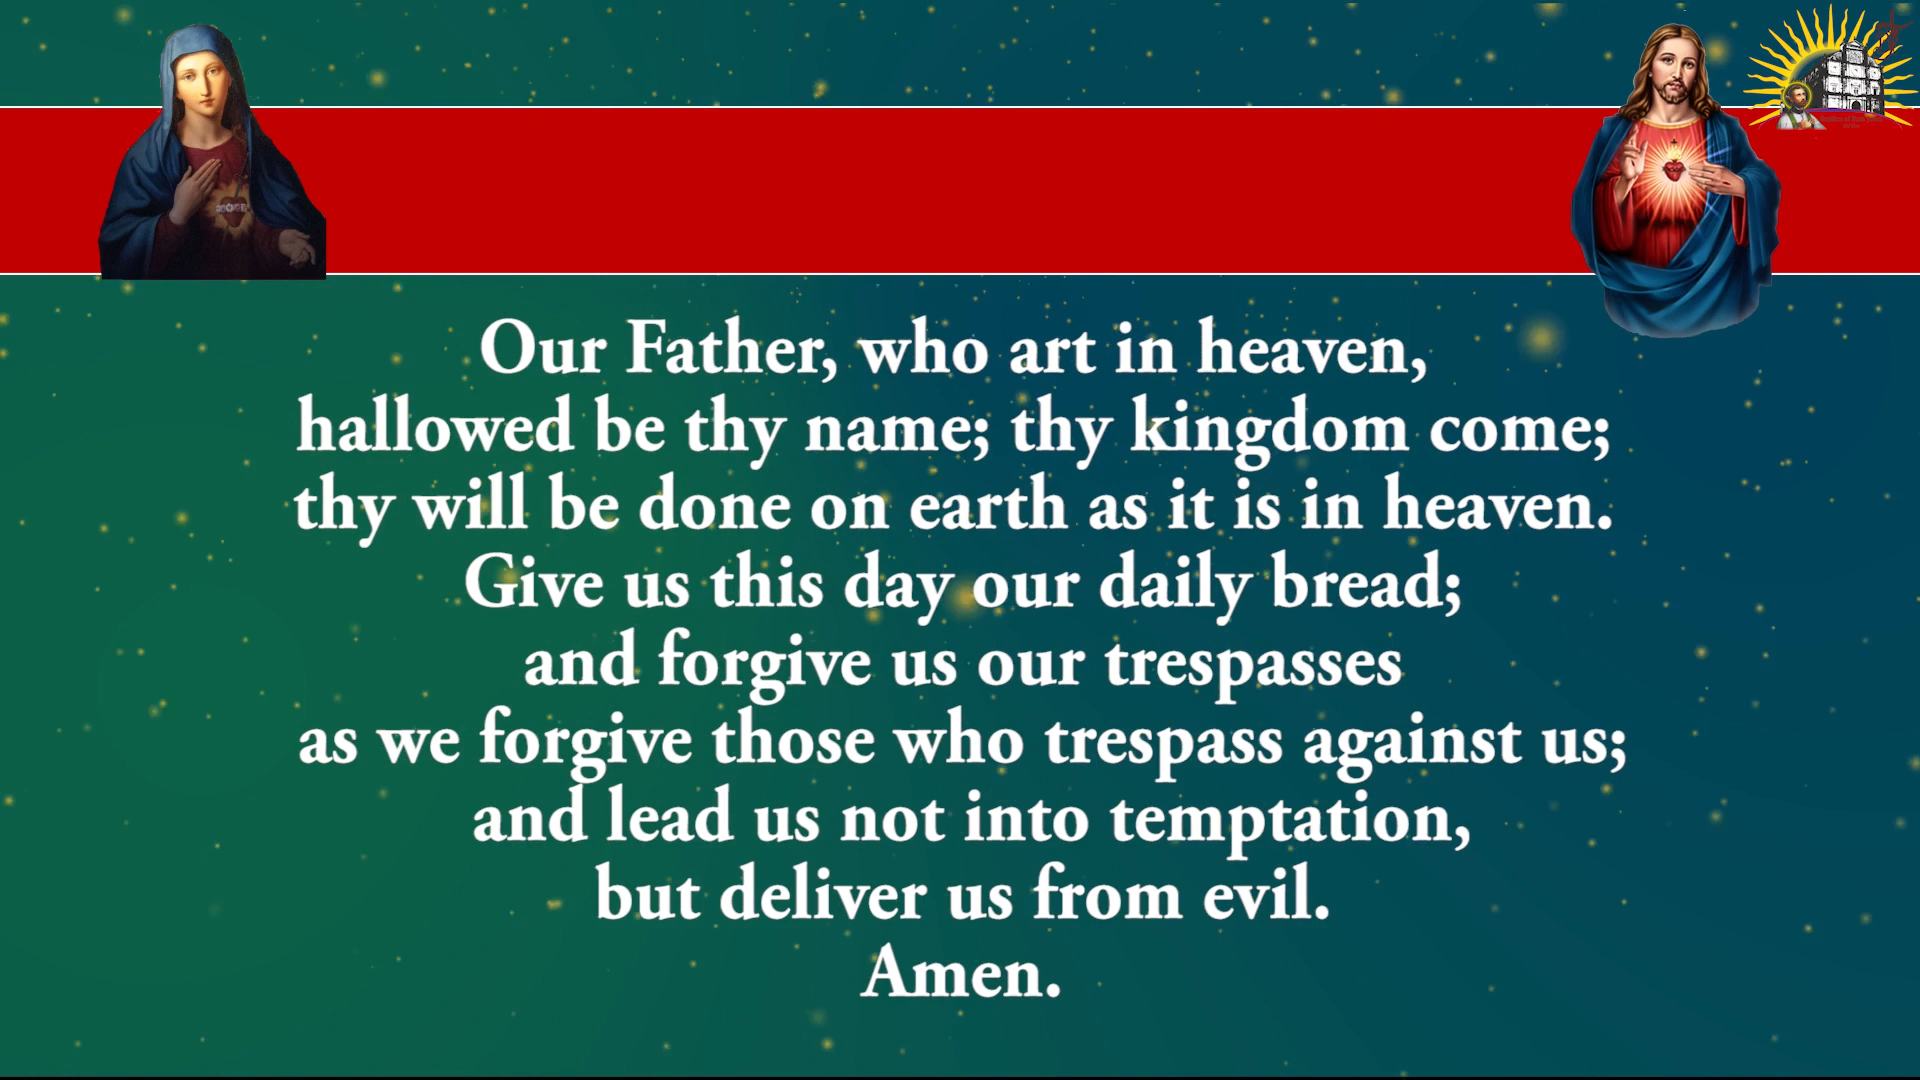 Our Father, who art in heaven,
hallowed be thy name; thy kingdom come;
thy will be done on earth as it is in heaven.
Give us this day our daily bread;
and forgive us our trespasses
as we forgive those who trespass against us;
and lead us not into temptation,
but deliver us from evil.
Amen.